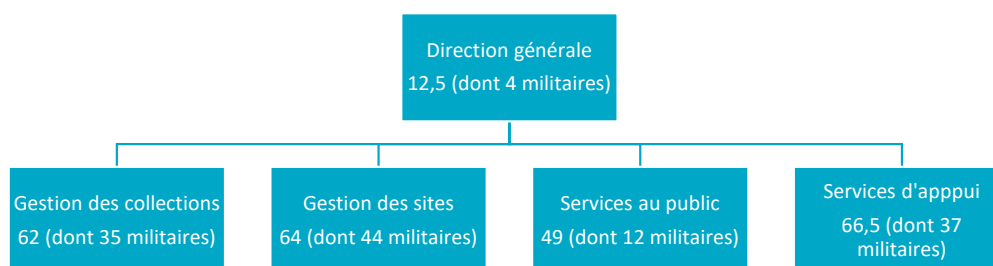 Direction générale
12,5 (dont 4 militaires)
Gestion des collections
62 (dont 35 militaires)
Gestion des sites
64 (dont 44 militaires)
Services au public
49 (dont 12 militaires)
Services d'apppui
66,5 (dont 37
militaires)